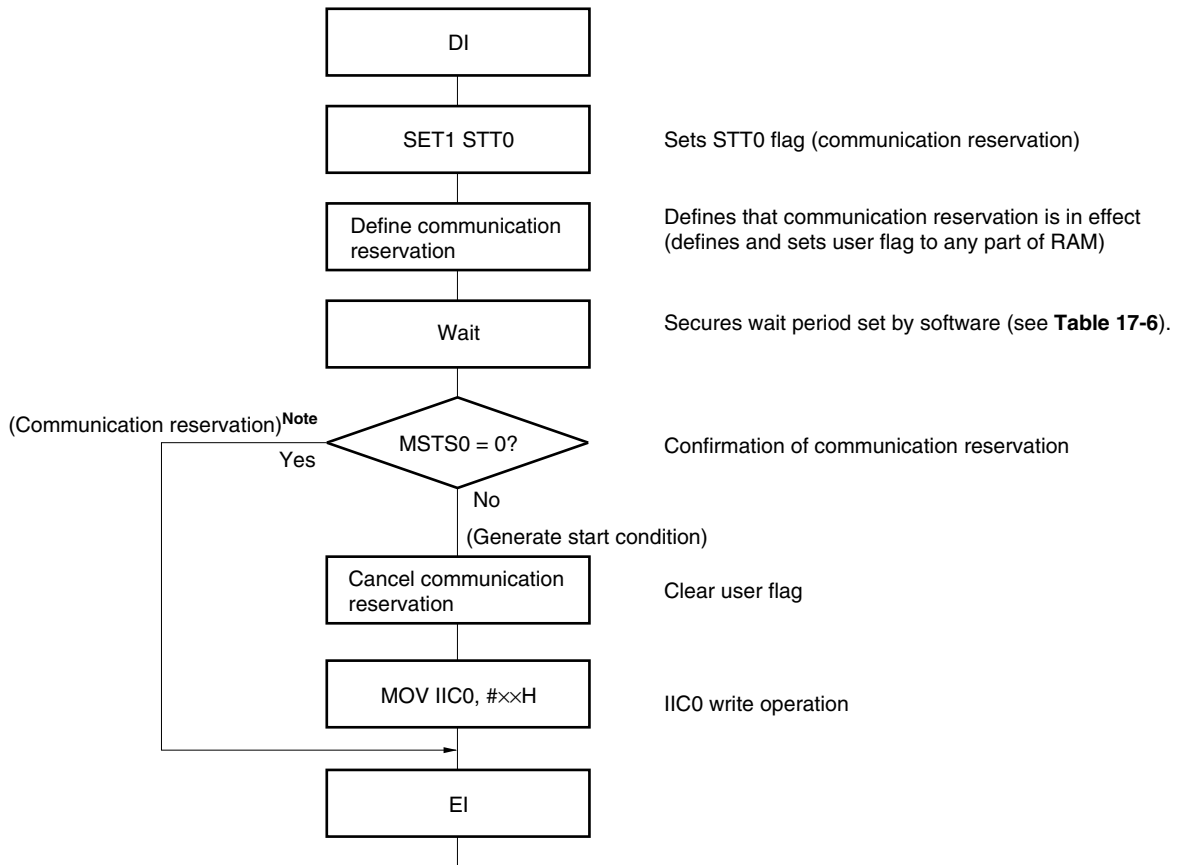 DI
SET1 STT0
Sets STT0 flag (communication reservation)
Define communication
reservation
Defines that communication reservation is in effect
(defines and sets user flag to any part of RAM)
Wait
Secures wait period set by software (see Table 17-6).
(Communication reservation)Note
Yes
MSTS0 = 0?
Confirmation of communication reservation
No
(Generate start condition)
Cancel communication
reservation
Clear user flag
MOV IIC0, #××H
IIC0 write operation
EI